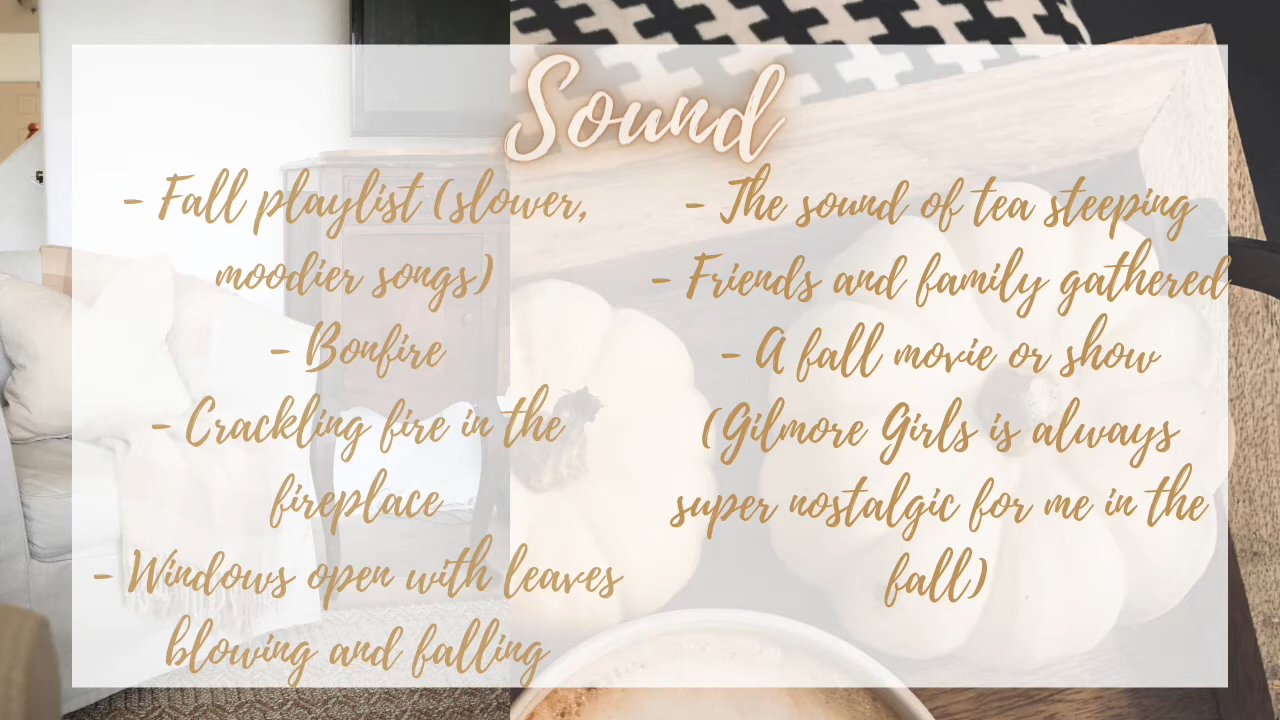 Sound
- Fall playlist (slower,
moodier songs)
- Bonfire
- Crackling fire in the
fireplace
- Windows open with leaves
blowing and falling
- The sound of tea steeping
- Friends and family gathered
- A fall movie or show
(Gilmore Girls is always
super nostalgic for me in the
fall)